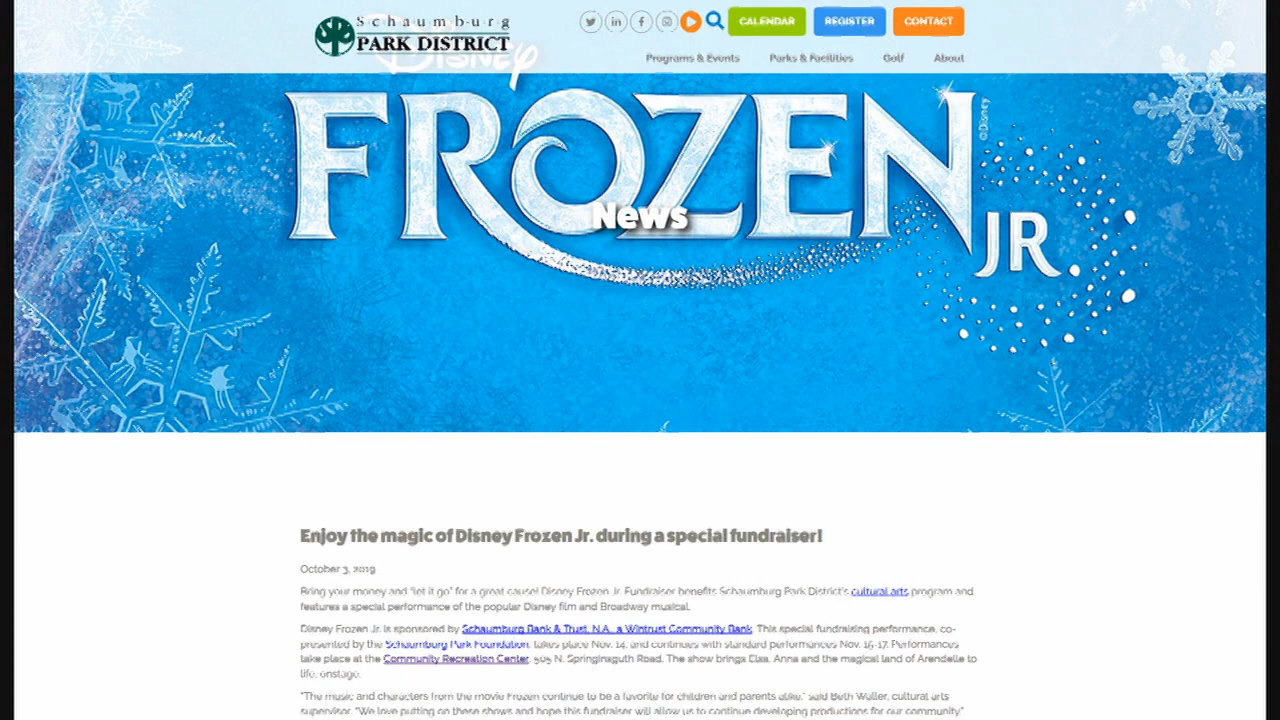 Schaumburg
PARK DISTRICT
CALENDAR
REGISTER
CONTACT
Programs & Events
Parks & Facilities
Golf
About
Disney
FROZEN
JR.
©Disney
News
Enjoy the magic of Disney Frozen Jr. during a special fundraiser!
October 3, 2019
Bring your money and "let it go" for a great cause! Disney Frozen Jr. Fundraiser benefits Schaumburg Park District's cultural arts program and
features a special performance of the popular Disney film and Broadway musical.
Disney Frozen Jr. is sponsored by Schaumburg Bank & Trust, N.A., a Wintrust Community Bank. This special fundraising performance, co-
presented by the Schaumburg Park Foundation, takes place Nov. 14, and continues with standard performances Nov. 15-17. Performances
take place at the Community Recreation Center, 505 N. Springinsguth Road. The show brings Elsa, Anna and the magical land of Arendelle to
life, onstage.
"The music and characters from the movie Frozen continue to be a favorite for children and parents alike," said Beth Waller, cultural arts
supervisor. "We love putting on these shows and hope this fundraiser will allow us to continue developing productions for our community."